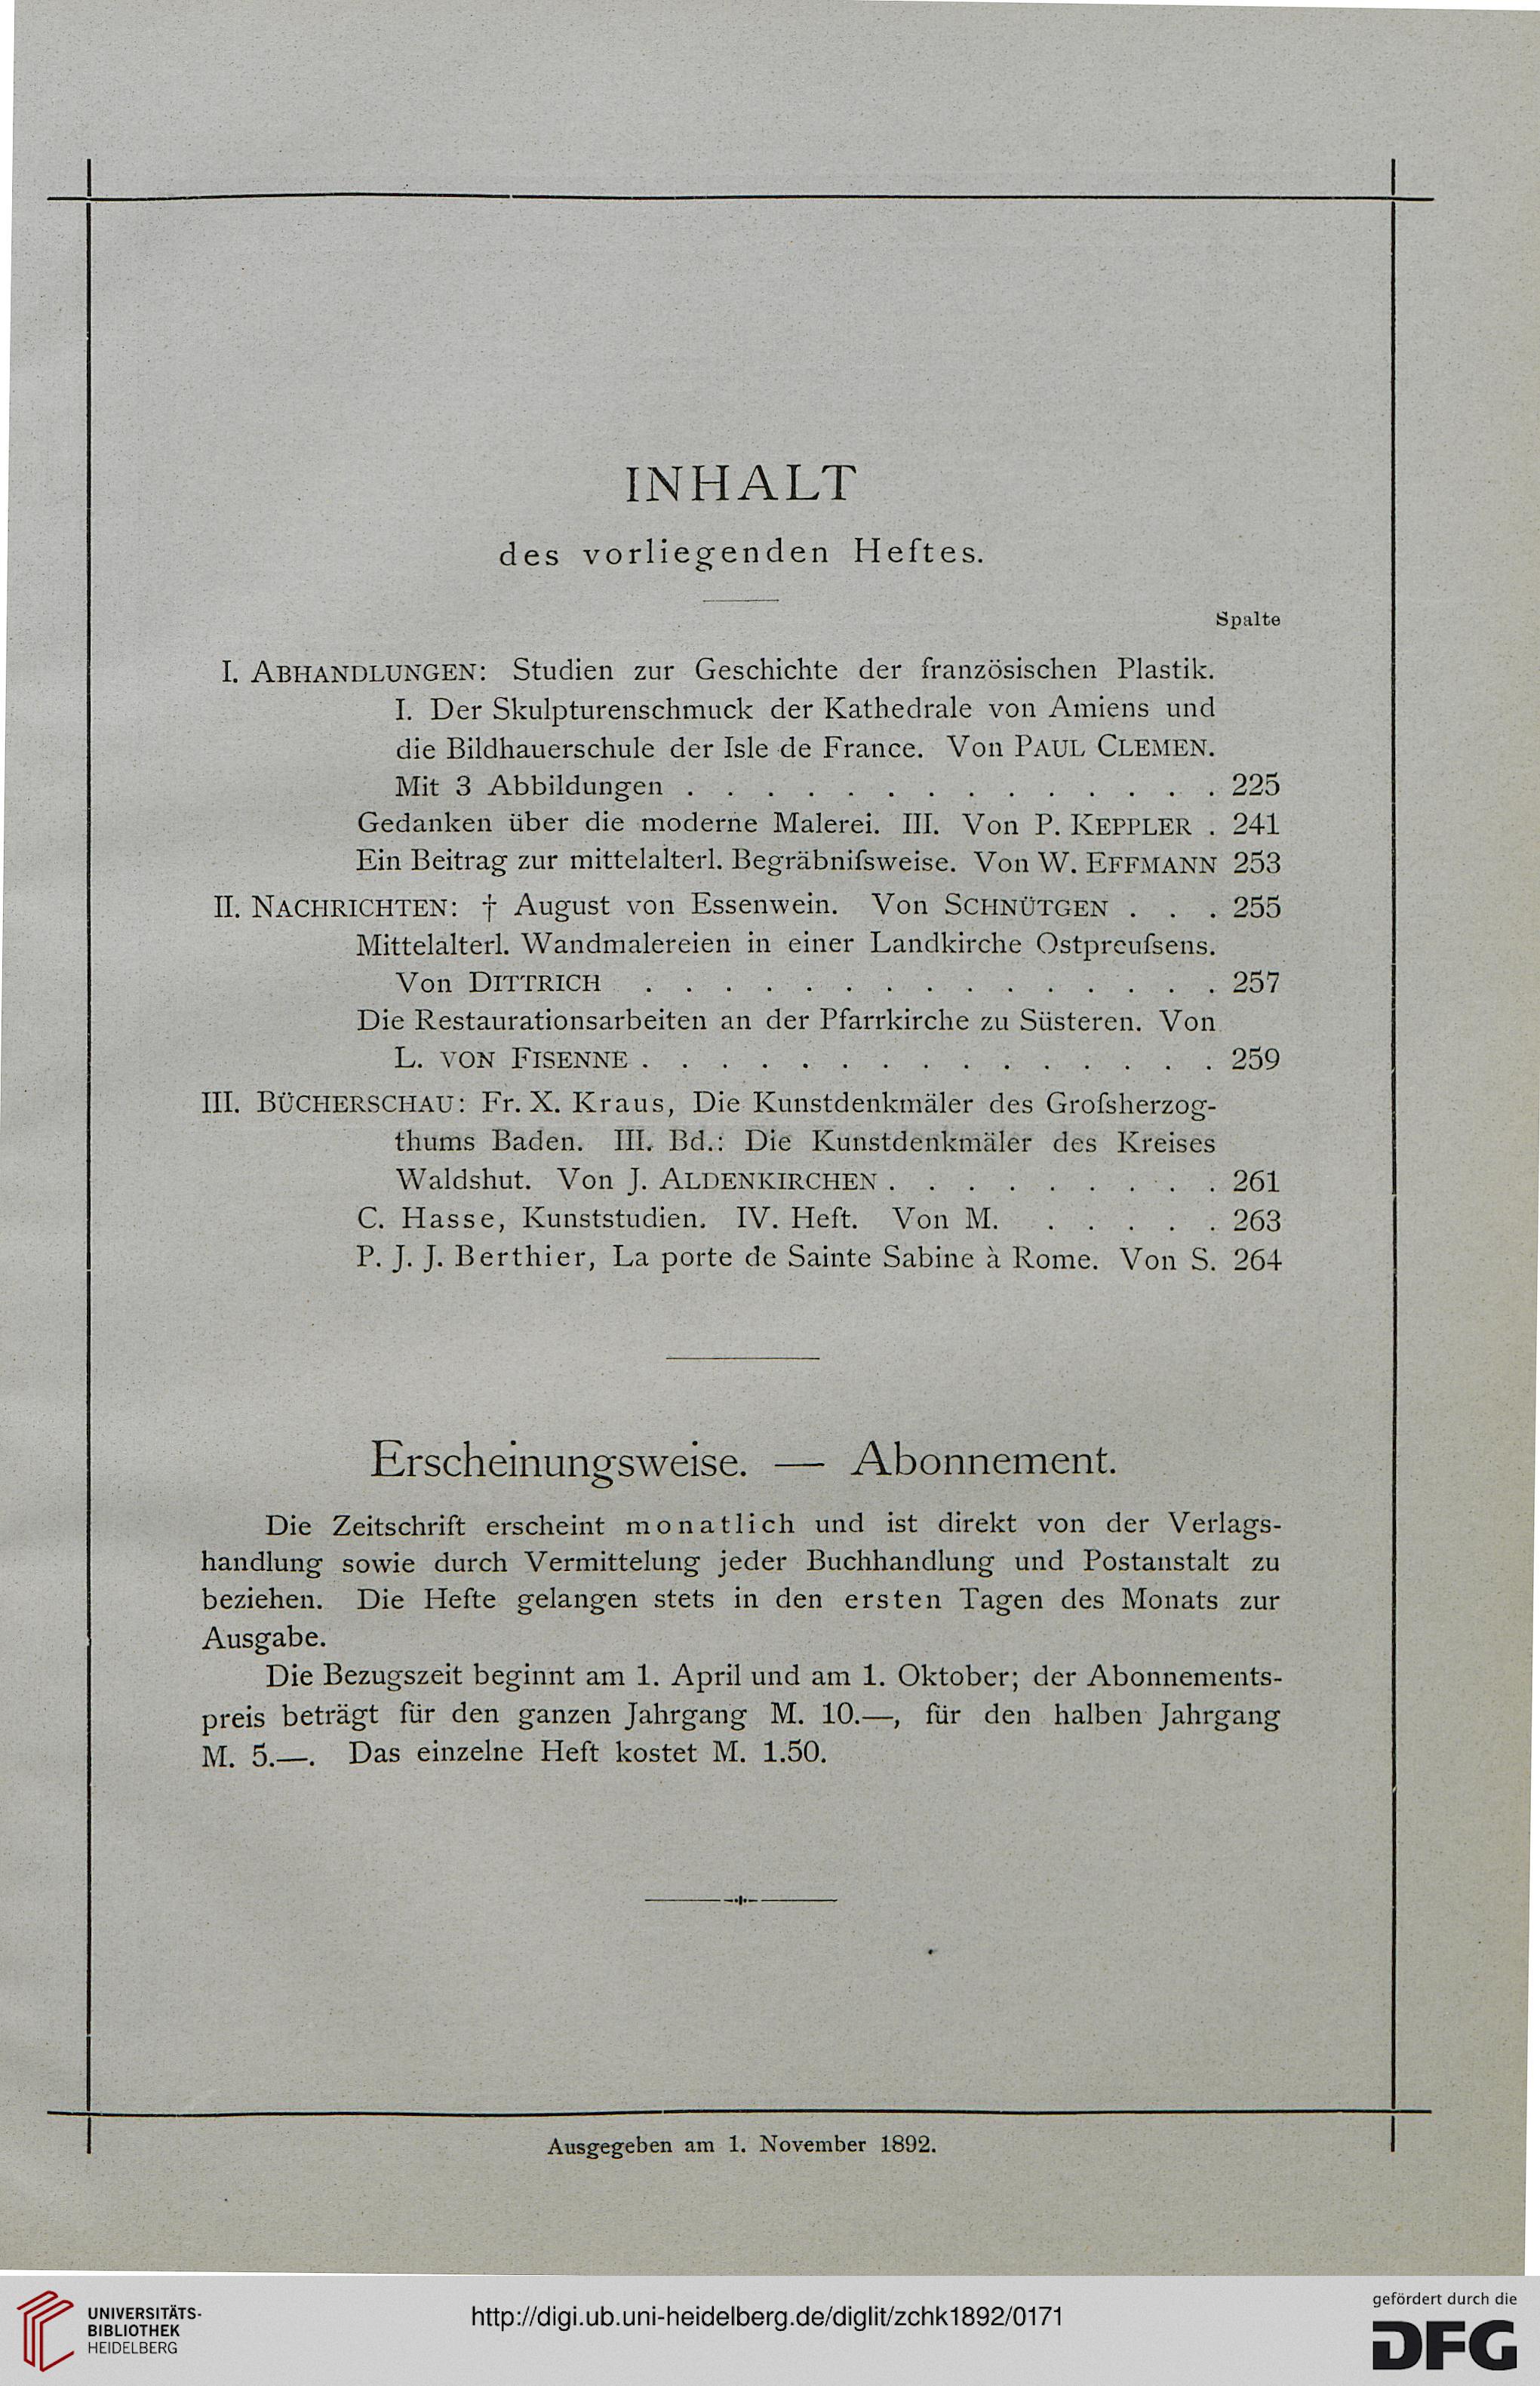 INHALT
des vorliegenden Heftes.
Spalte
I. ABHANDLUNGEN: Studien zur Geschichte der französischen Plastik.
I. Der Skulpturenschmuck der Kathedrale von Amiens und
die Bildhauerschule der Isle de France. Von PAUL CLEMEN.
Mit 3 Abbildungen . . . . . . . . . . . . . . 225
Gedanken über die moderne Malerei. III. Von P. KEPPLER . 241
Ein Beitrag zur mittelalterl. Begräbniſsweise. Von W. EFFMANN 253
II. NACHRICHTEN: † August von Essenwein. Von SCHNÜTGEN . . . 255
Mittelalterl. Wandmalereien in einer Landkirche Ostpreuſsens.
Von DITTRICH . . . . . . . . . . . . . . . 257
Die Restaurationsarbeiten an der Pfarrkirche zu Süsteren. Von
L. VON FISENNE . . . . . . . . . . . . . . . 259
III. BÜCHERSCHAU: Fr. X. Kraus, Die Kunstdenkmäler des Groſsherzog-
thums Baden. III. Bd.: Die Kunstdenkmäler des Kreises
Waldshut. Von J. ALDENKIRCHEN . . . . . . . . . 261
C. Hasse, Kunststudien. IV. Heft. Von M. . . . . . 263
P. J. J. Berthier, La porte de Sainte Sabine à Rome. Von S. 264
Erscheinungsweise. — Abonnement.
Die Zeitschrift erscheint monatlich und ist direkt von der Verlags-
handlung sowie durch Vermittelung jeder Buchhandlung und Postanstalt zu
beziehen. Die Hefte gelangen stets in den ersten Tagen des Monats zur
Ausgabe.
Die Bezugszeit beginnt am 1. April und am 1. Oktober; der Abonnements-
preis beträgt für den ganzen Jahrgang M. 10.—, für den halben Jahrgang
M. 5.—. Das einzelne Heft kostet M. 1.50.
Ausgegeben am 1. November 1892.
UNIVERSITÄTS-
BIBLIOTHEK
HEIDELBERG
http://digi.ub.uni-heidelberg.de/diglit/zchk1892/0171
gefördert durch die
DFG